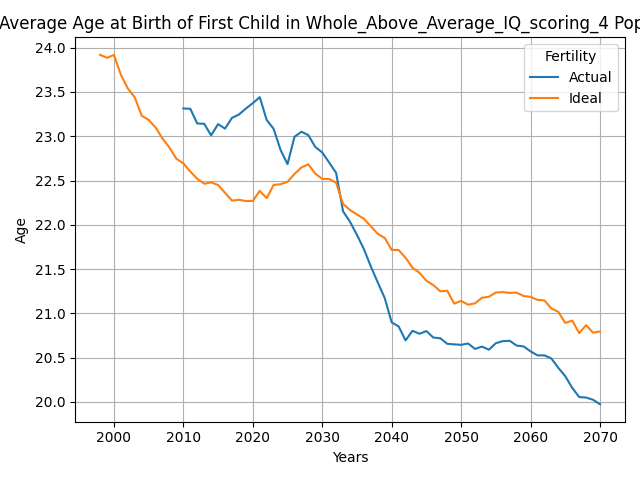 Average Age at Birth of First Child in Whole_Above_Average_IQ_scoring_4 Pop
Fertility
Actual
Ideal
24.0
23.5
23.0
22.5
22.0
21.5
21.0
20.5
20.0
Age
2000 2010 2020 2030 2040 2050 2060 2070
Years